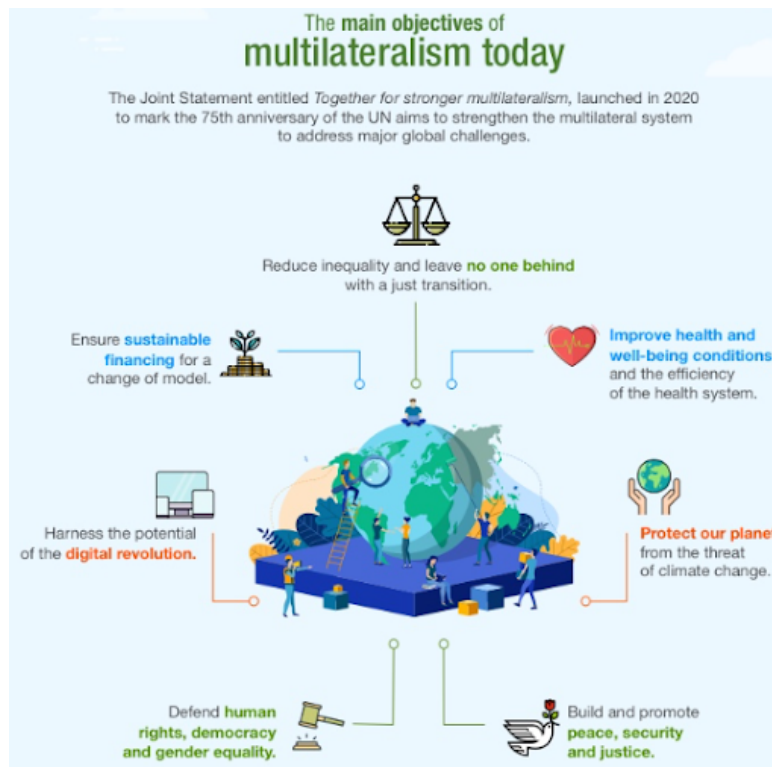 The main objectives of
multilateralism today
The Joint Statement entitled Together for stronger multilateralism, launched in 2020
to mark the 75th anniversary of the UN aims to strengthen the multilateral system
to address major global challenges.
Reduce inequality and leave no one behind
with a just transition.
Ensure sustainable
financing for a
change of model.
Improve health and
well-being conditions
and the efficiency
of the health system.
Harness the potential
of the digital revolution.
Protect our planet
from the threat
of climate change.
Defend human
rights, democracy
and gender equality.
Build and promote
peace, security
and justice.